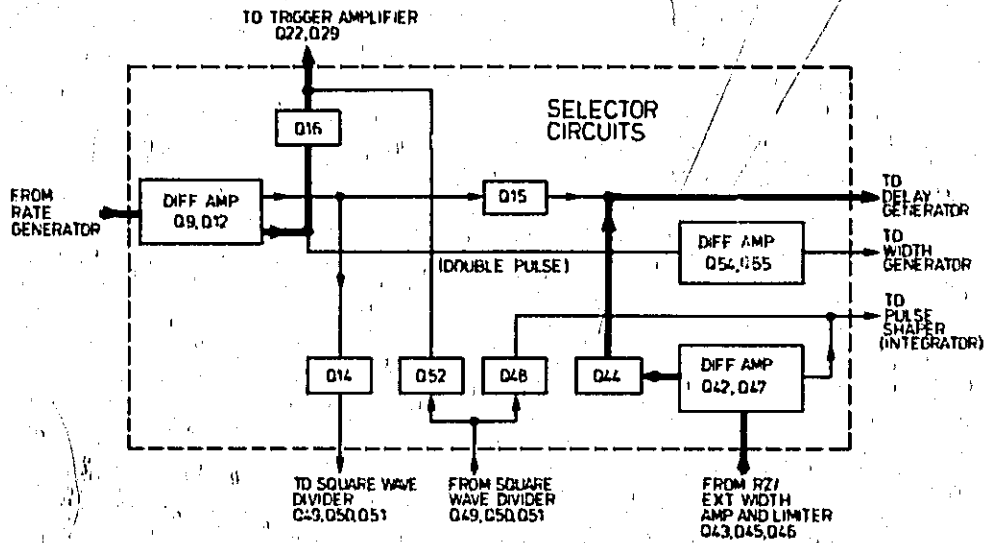 TO TRIGGER AMPLIFIER
Q22,Q29
SELECTOR
CIRCUITS
Q16
FROM
RATE
GENERATOR
DIFF AMP
Q9,Q12
Q15
TO
DELAY
GENERATOR
(DOUBLE PULSE)
DIFF AMP
Q54,Q55
TO
WIDTH
GENERATOR
TO
PULSE
SHAPER
(INTEGRATOR)
Q14
Q52
Q48
Q44
DIFF AMP
Q42,Q47
TO SQUARE WAVE
DIVIDER
Q49,Q50,Q51
FROM SQUARE
WAVE DIVIDER
Q49,Q50,Q51
FROM RZ/
EXT WIDTH
AMP AND LIMITER
Q43,Q45,Q46